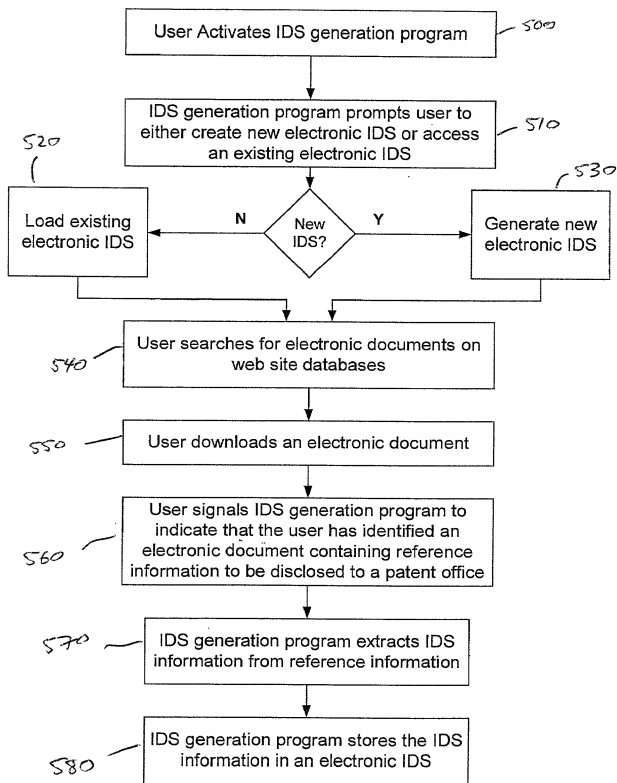 User Activates IDS generation program
500
IDS generation program prompts user to
either create new electronic IDS or access
an existing electronic IDS
510
520
530
Load existing
electronic IDS
N
New
IDS?
Y
Generate new
electronic IDS
User searches for electronic documents on
web site databases
540
User downloads an electronic document
550
User signals IDS generation program to
indicate that the user has identified an
electronic document containing reference
information to be disclosed to a patent office
560
IDS generation program extracts IDS
information from reference information
570
IDS generation program stores the IDS
information in an electronic IDS
580